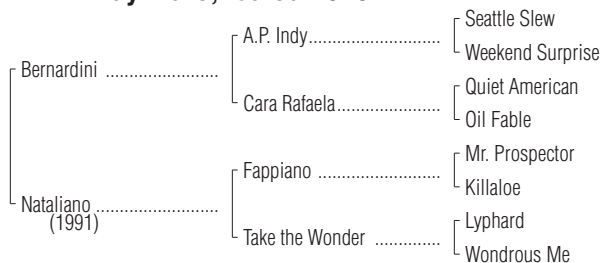 Seattle Slew
A.P. Indy
Weekend Surprise
Bernardini
Quiet American
Cara Rafaela
Oil Fable
Mr. Prospector
Fappiano
Killaloe
Nataliano
(1991)
Lyphard
Take the Wonder
Wondrous Me